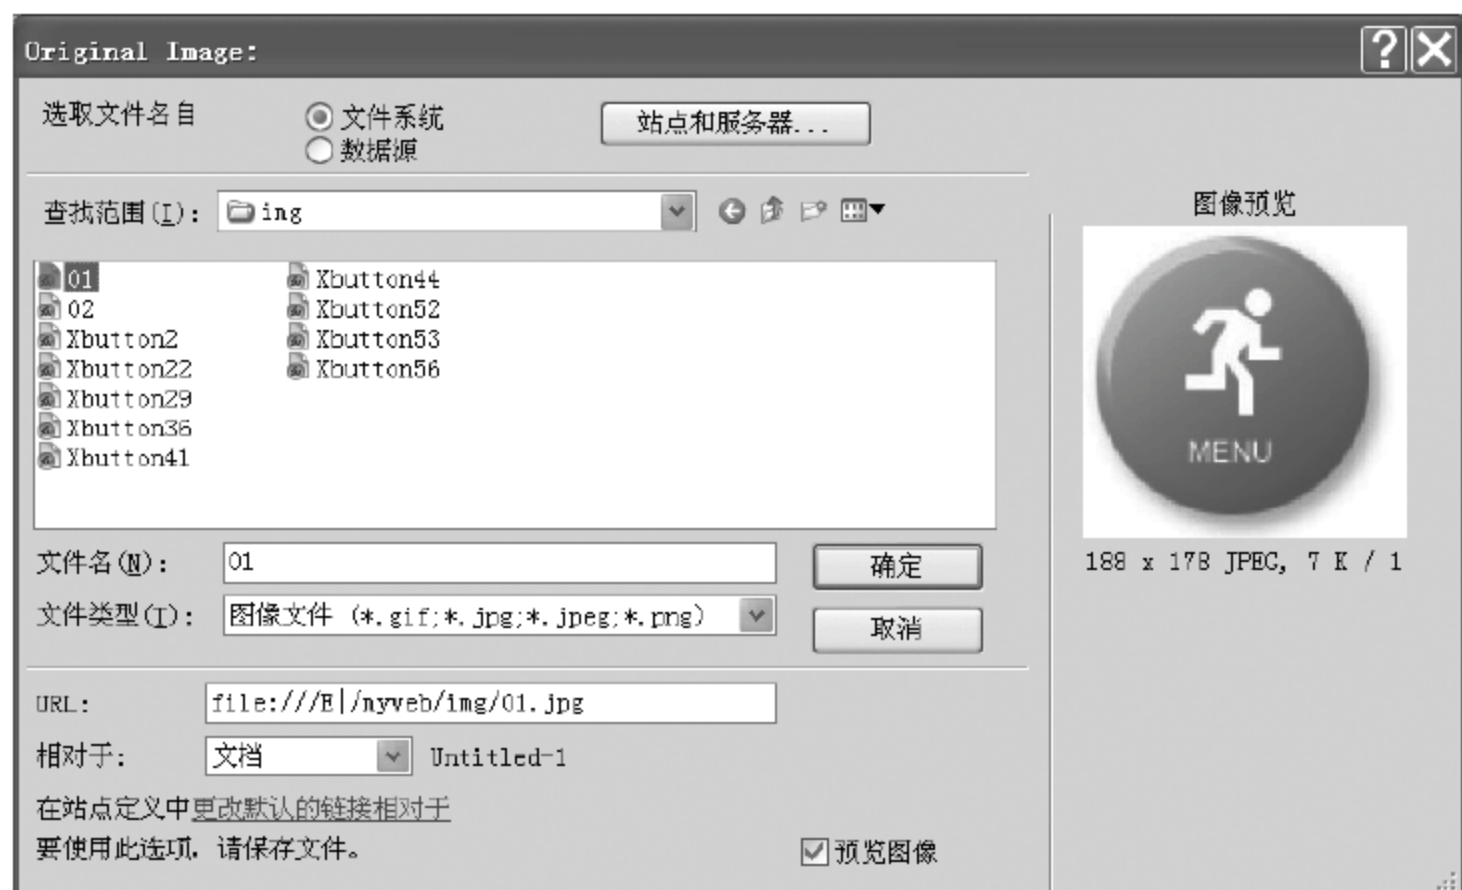 Original Image:
选取文件名自
文件系统
数据源
站点和服务器...
查找范围(I):
img
图像预览
01
02
Xbutton2
Xbutton22
Xbutton29
Xbutton36
Xbutton41
Xbutton44
Xbutton52
Xbutton53
Xbutton56
MENU
188 x 178 JPEG, 7 K / 1
文件名(N):
01
确定
文件类型(T):
图像文件 (*.gif;*.jpg;*.jpeg;*.png)
取消
URL:
file:///E|/myweb/img/01.jpg
相对于:
文档
Untitled-1
在站点定义中更改默认的链接相对于
要使用此选项, 请保存文件。
预览图像